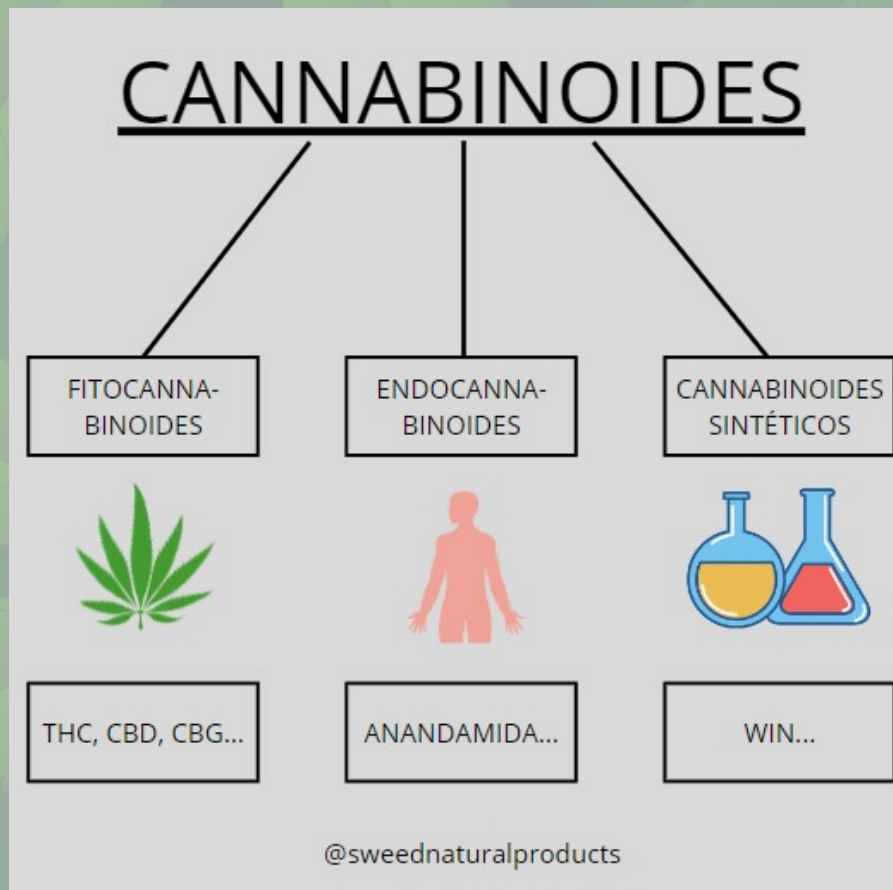 CANNABINOIDES
FITOCANNA-
BINOIDES
ENDOCANNA-
BINOIDES
CANNABINOIDES
SINTÉTICOS
THC, CBD, CBG...
ANANDAMIDA...
WIN...
@sweednaturalproducts